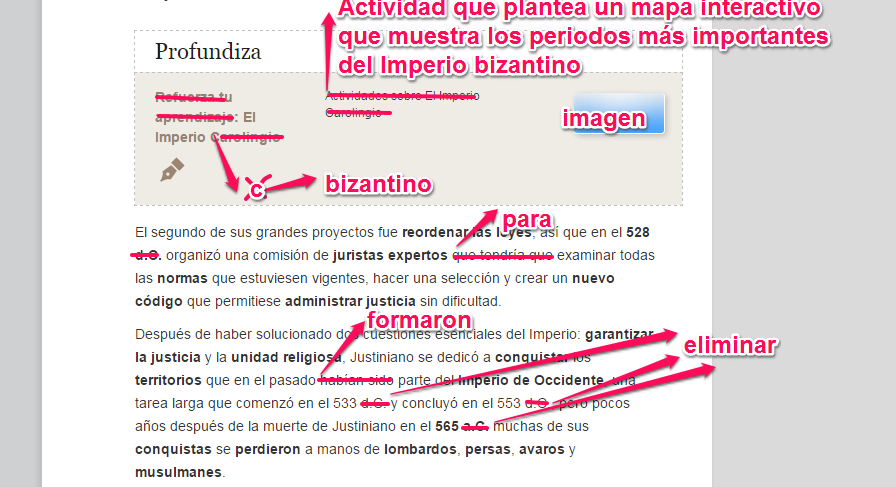 Actividad que plantea un mapa interactivo
que muestra los periodos más importantes
del Imperio bizantino
Profundiza
Refuerza tu
aprendizaje: El
Imperio Carolingio
Actividades sobre El Imperio
Carolingio
imagen
c
bizantino
para
El segundo de sus grandes proyectos fue reordenar las leyes, así que en el 528
d.C. organizó una comisión de juristas expertos que tendría que examinar todas
las normas que estuviesen vigentes, hacer una selección y crear un nuevo
código que permitiese administrar justicia sin dificultad.
formaron
Después de haber solucionado dos cuestiones esenciales del Imperio: garantizar
la justicia y la unidad religiosa, Justiniano se dedicó a conquistar los
eliminar
territorios que en el pasado habían sido parte del Imperio de Occidente, una
tarea larga que comenzó en el 533 d.C. y concluyó en el 553 d.C., pero pocos
años después de la muerte de Justiniano en el 565 a.C. muchas de sus
conquistas se perdieron a manos de lombardos, persas, avaros y
musulmanes.